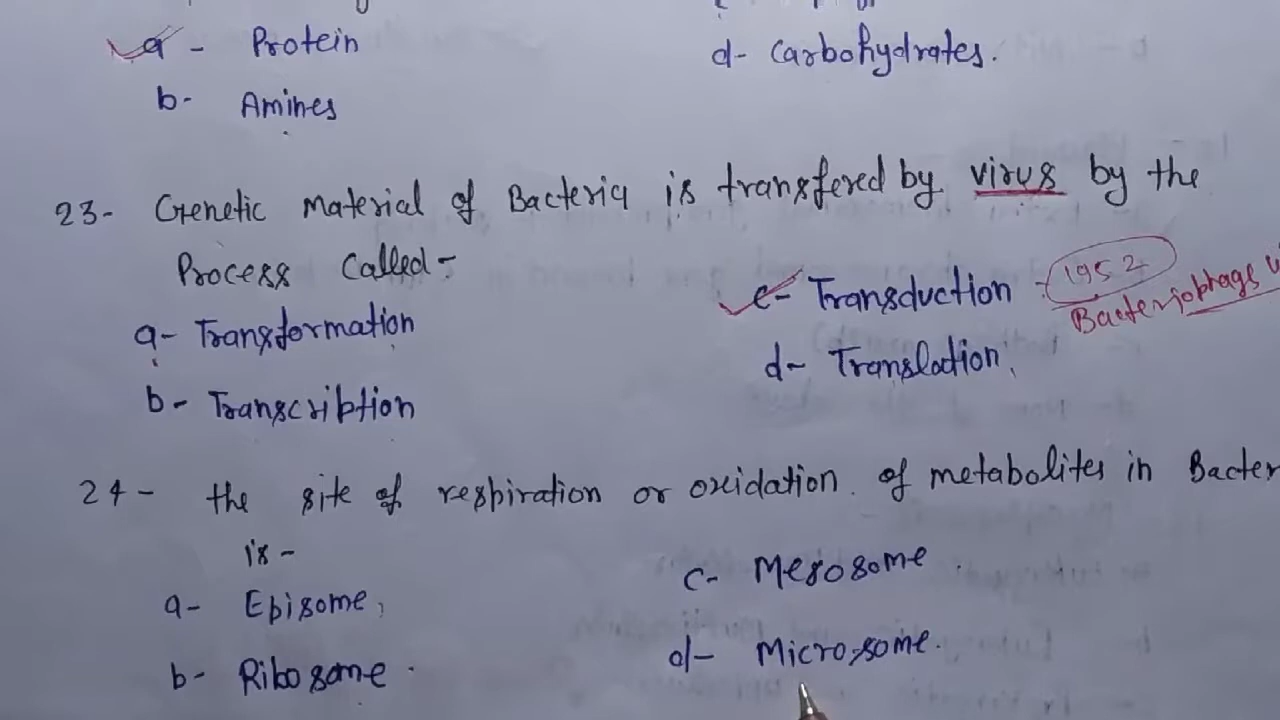 a- Protein
d- Carbohydrates.
b- Amines
23- Genetic material of Bacteria is transfered by virus by the
Process Called-
a- Transformation
c- Transduction - 1952
b- Transcription
d- Translation
24- the site of respiration or oxidation of metabolites in Bacter
is-
a- Episome
c- Mesosome
b- Ribosome
d- Microsome.